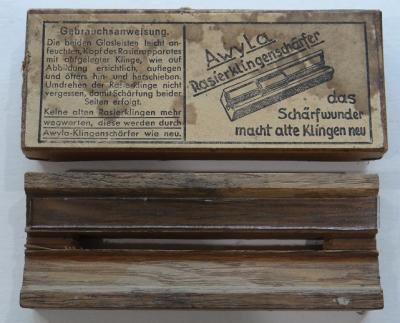 Gebrauchsanweisung.
Die beiden Glasleisten leicht an-
feuchten, Kopf des Rasierapparates
mit abgelegter Klinge, wie auf
Abbildung ersichtlich, auflegen
und öfters hin- und herschieben.
Umdrehen der Rasierklinge nicht
vergessen, damit Schärfung beider
Seiten erfolgt.
Keine alten Rasierklingen mehr
wegwerfen, diese werden durch
Awyla-Klingenschärfer wie neu.
Awyla
Rasierklingenschärfer
das
Schärfwunder
macht alte Klingen neu